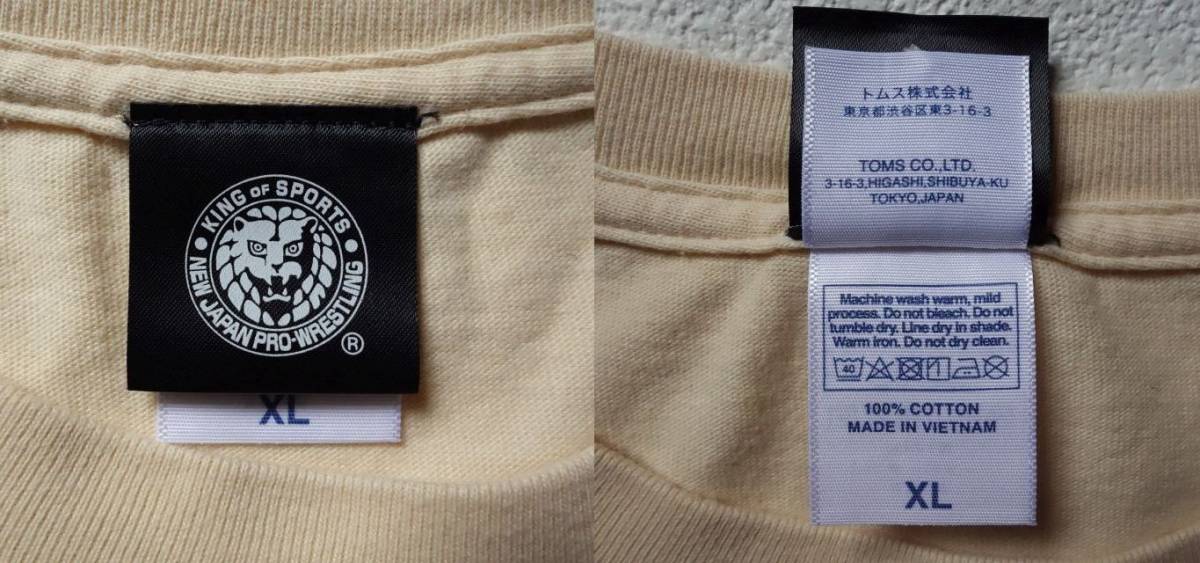 KING OF SPORTS
NEW JAPAN PRO-WRESTLING
®
XL
トムス株式会社
東京都渋谷区東3-16-3
TOMS CO.,LTD.
3-16-3,HIGASHI,SHIBUYA-KU
TOKYO,JAPAN
Machine wash warm, mild
process. Do not bleach. Do not
tumble dry. Line dry in shade.
Warm iron. Do not dry clean.
40
100% COTTON
MADE IN VIETNAM
XL